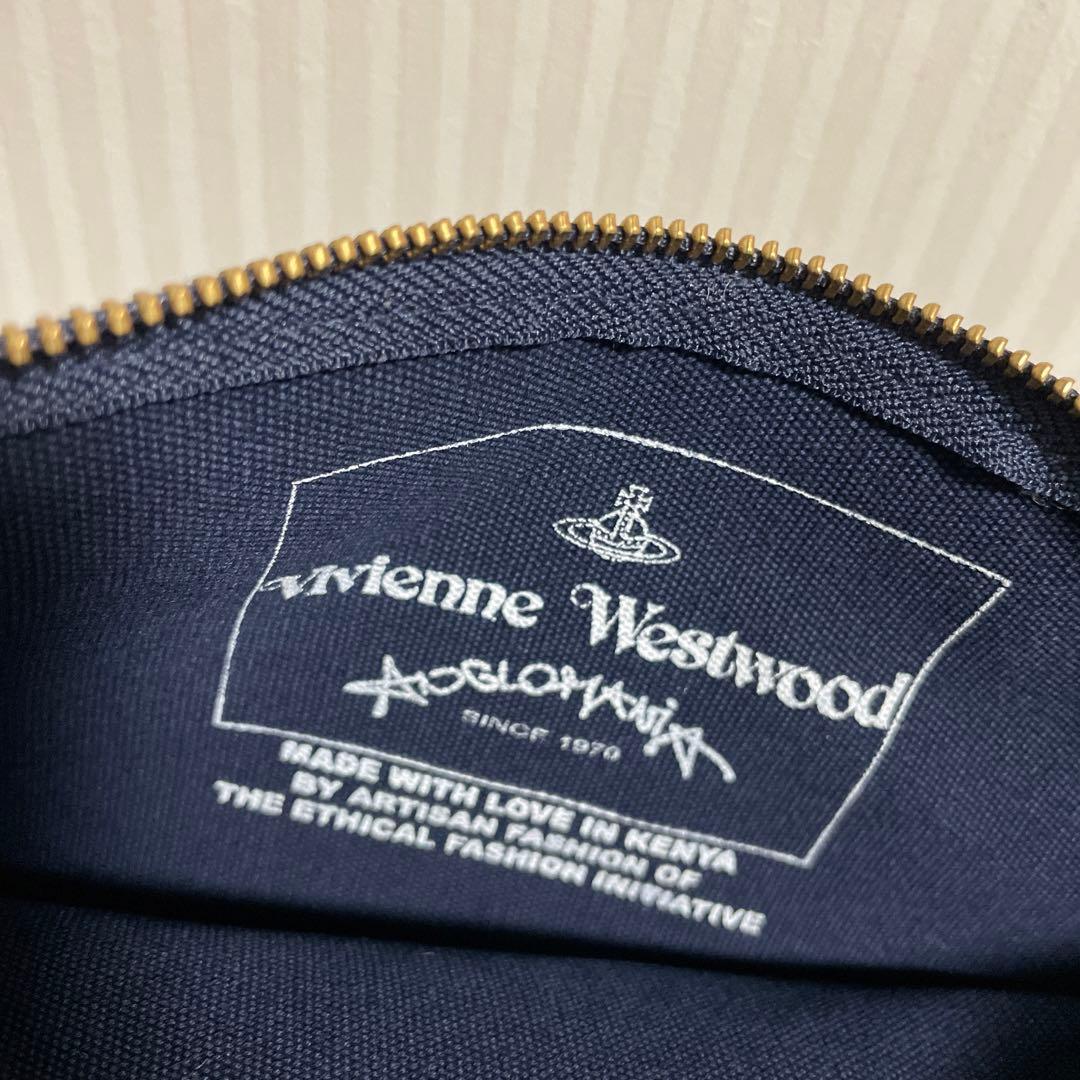 Vivienne Westwood
ANGLOMANIA
SINCE 1970
MADE WITH LOVE IN KENYA
BY ARTISAN FASHION OF
THE ETHICAL FASHION INITIATIVE